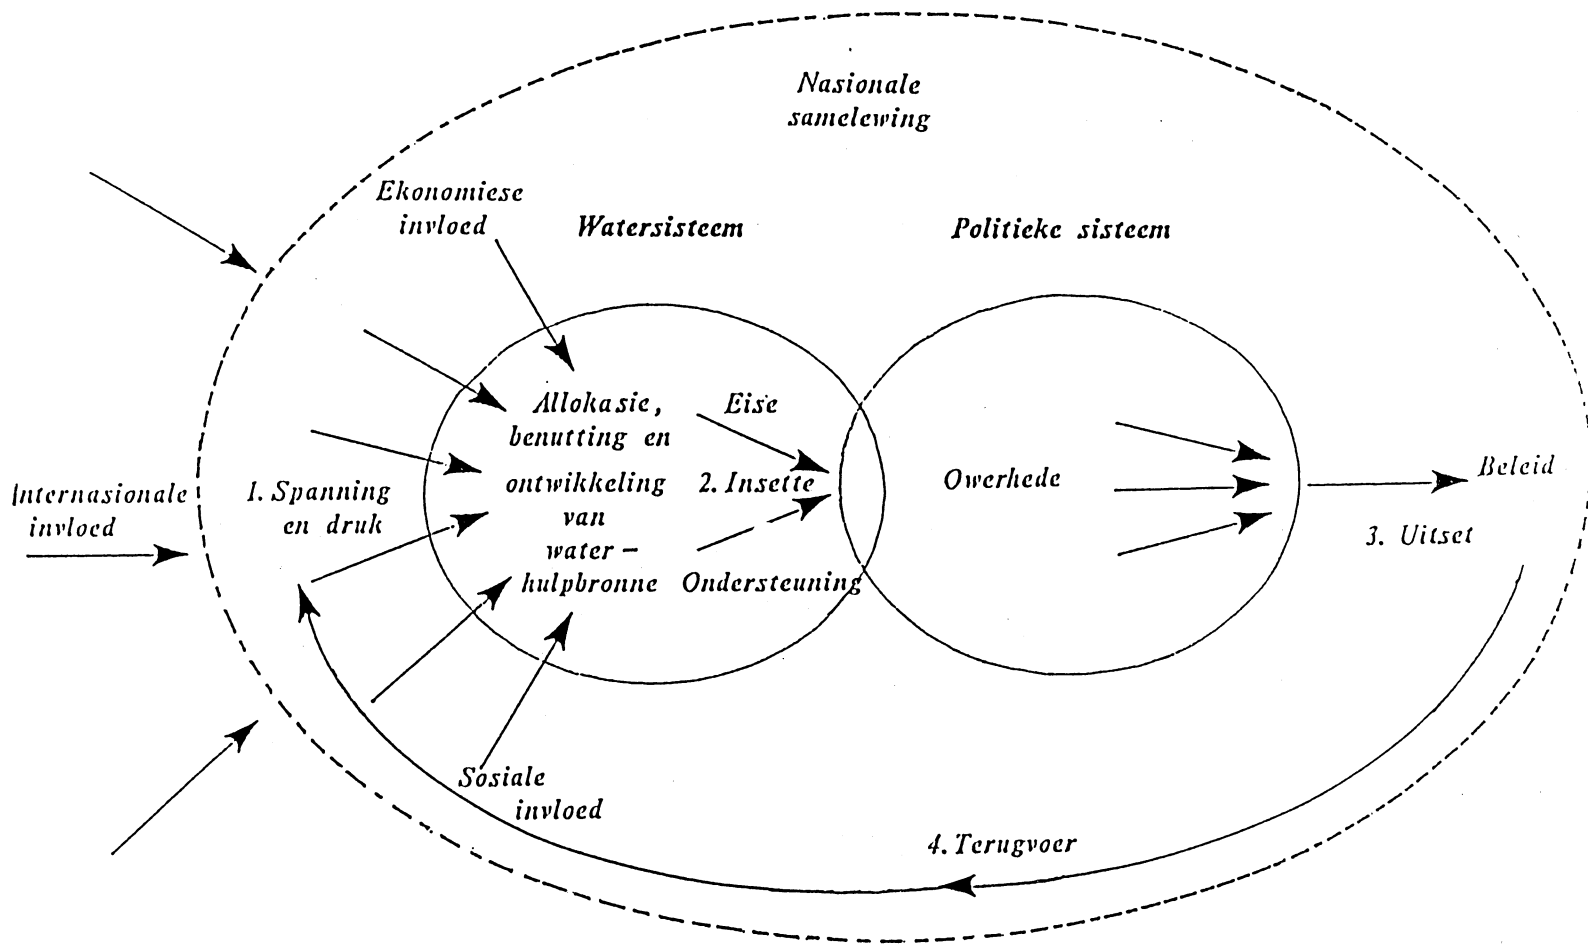 Nasionale
samelewing
Ekonomiese
invloed
Watersisteem
Politieke sisteem
Internasionale
invloed
1. Spanning
en druk
Allokasie,
benutting en
ontwikkeling
van
water –
hulpbronne
Eise
2. Insette
Ondersteuning
Owerhede
Beleid
3. Uitset
Sosiale
invloed
4. Terugvoer